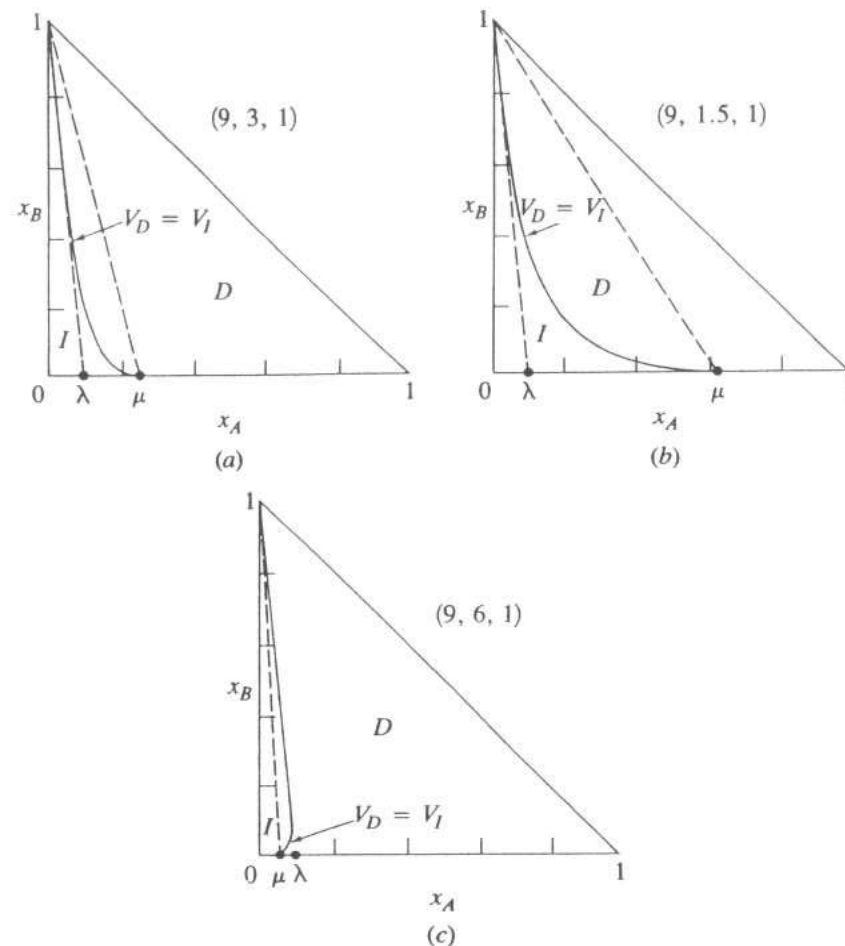 1
(9, 3, 1)
x_B
V_D = V_I
D
I
0 λ μ 1
x_A
(a)
1
(9, 1.5, 1)
x_B
V_D = V_I
D
I
0 λ μ
x_A
(b)
1
(9, 6, 1)
x_B
D
I
V_D = V_I
0 μ λ 1
x_A
(c)